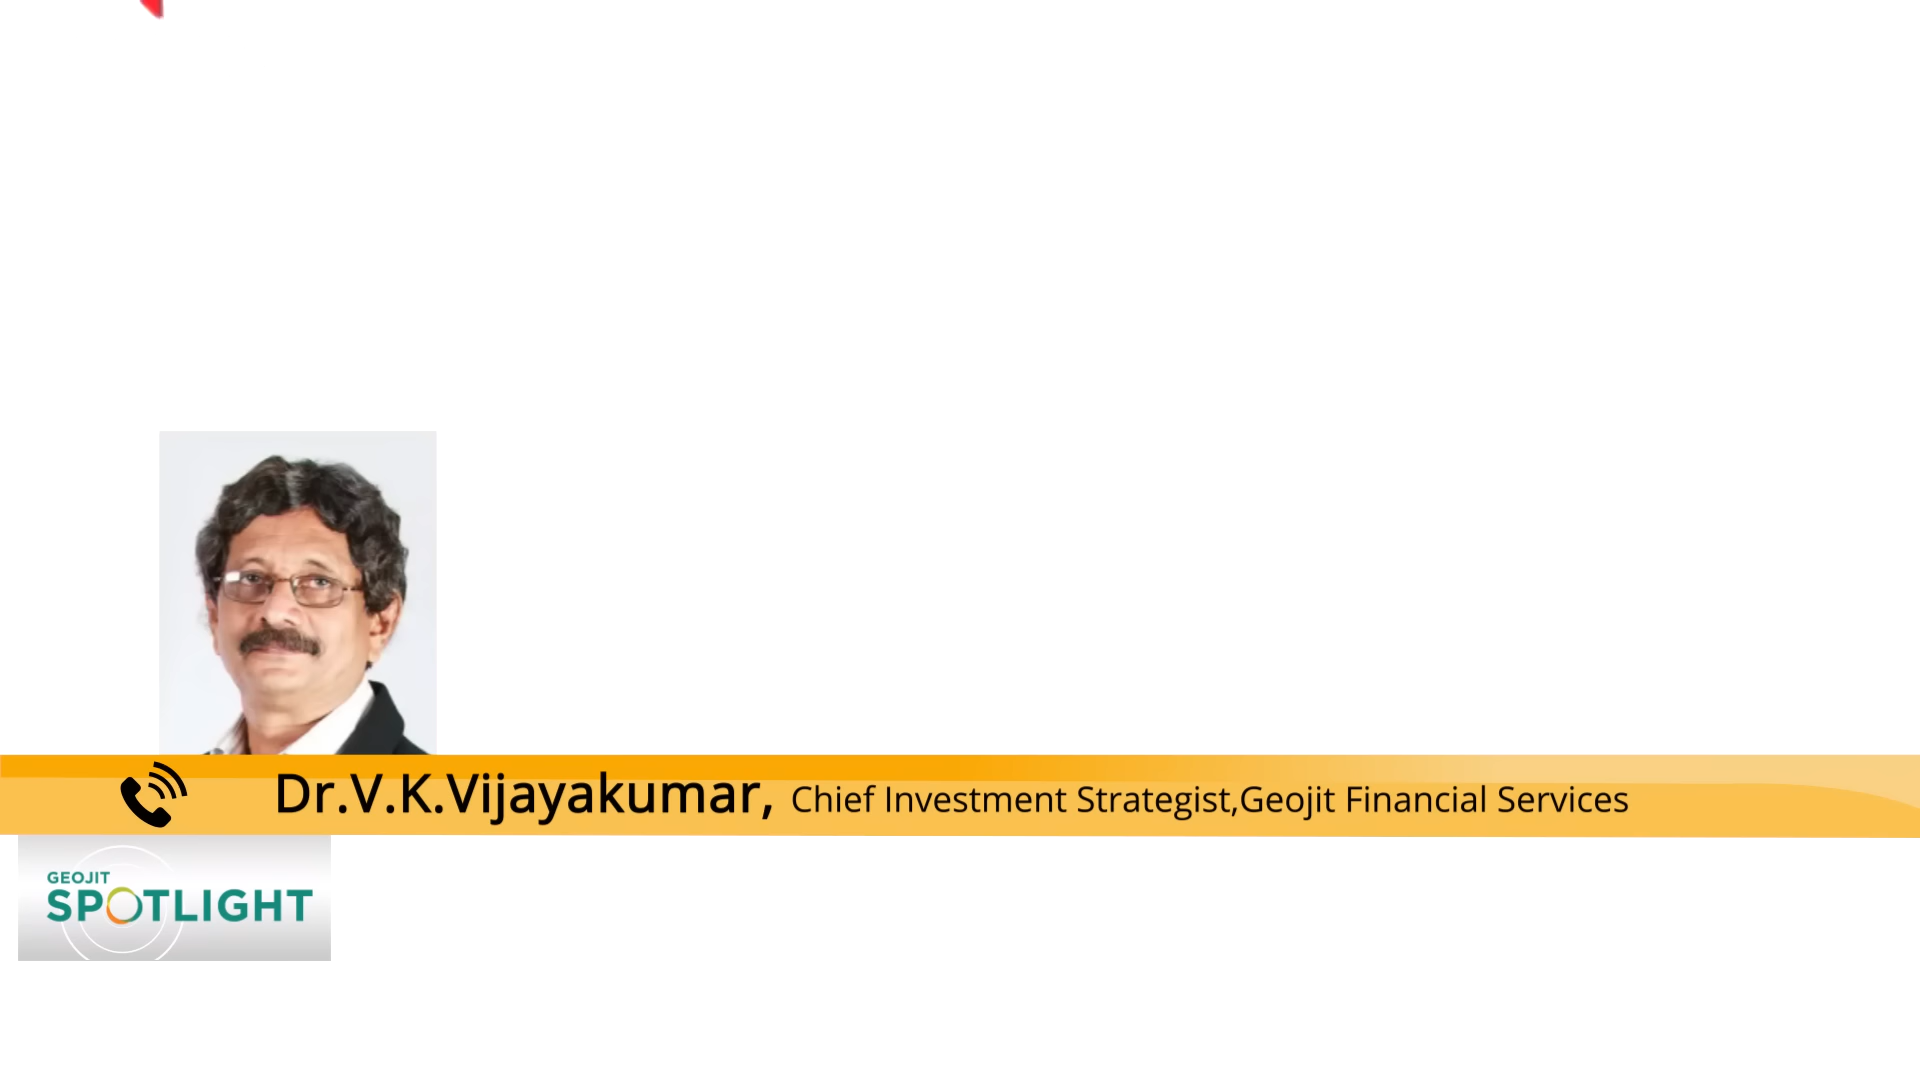 Dr.V.K.Vijayakumar, Chief Investment Strategist,Geojit Financial Services
GEOJIT
SPOTLIGHT